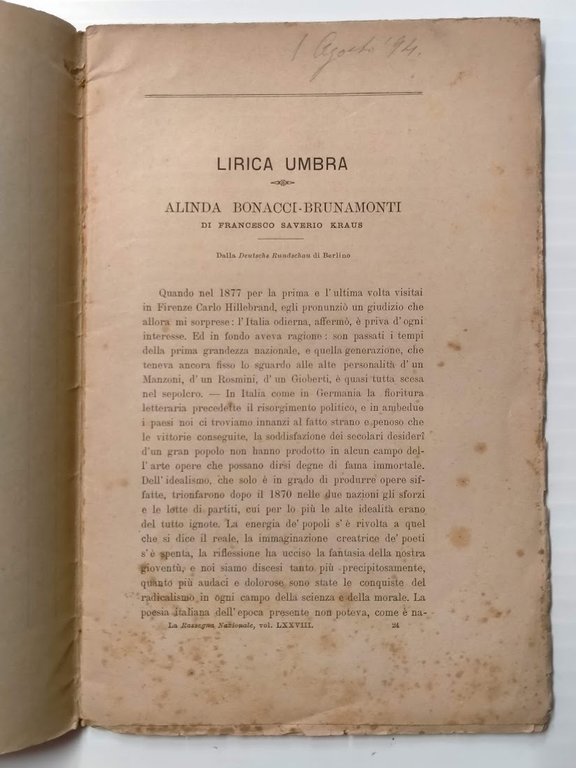 1 Agosto '94.
LIRICA UMBRA
ALINDA BONACCI-BRUNAMONTI
DI FRANCESCO SAVERIO KRAUS
Dalla Deutsche Rundschau di Berlino
Quando nel 1877 per la prima e l'ultima volta visitai
in Firenze Carlo Hillebrand, egli pronunziò un giudizio che
allora mi sorprese: l'Italia odierna, affermò, è priva d'ogni
interesse. Ed in fondo aveva ragione: son passati i tempi
della prima grandezza nazionale, e quella generazione, che
teneva ancora fisso lo sguardo alle alte personalità d'un
Manzoni, d'un Rosmini, d'un Gioberti, è quasi tutta scesa
nel sepolcro. — In Italia come in Germania la fioritura
letteraria precedette il risorgimento politico, e in ambedue
i paesi noi ci troviamo innanzi al fatto strano e penoso che
le vittorie conseguite, la soddisfazione dei secolari desiderî
d'un gran popolo non hanno prodotto in alcun campo del-
l'arte opere che possano dirsi degne di fama immortale.
Dell'idealismo, che solo è in grado di produrre opere sif-
fatte, trionfarono dopo il 1870 nelle due nazioni gli sforzi
e le lotte di partiti, cui per lo più le alte idealità erano
del tutto ignote. La energia de' popoli s'è rivolta a quel
che si dice il reale, la immaginazione creatrice de' poeti
s'è spenta, la riflessione ha ucciso la fantasia della nostra
gioventù, e noi siamo discesi tanto più precipitosamente,
quanto più audaci e dolorose sono state le conquiste del
radicalismo in ogni campo della scienza e della morale. La
poesia italiana dell'epoca presente non poteva, come è na-
La Rassegna Nazionale, vol. LXXVIII. 24